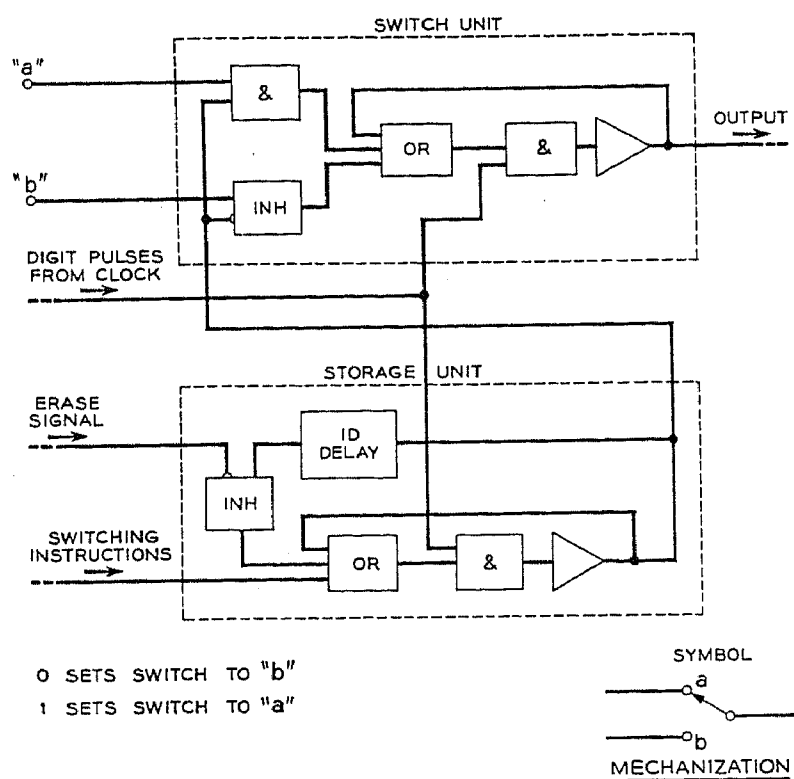 SWITCH UNIT
"a"
&
OUTPUT
OR
&
"b"
INH
DIGIT PULSES
FROM CLOCK
STORAGE UNIT
ERASE
SIGNAL
1D
DELAY
INH
SWITCHING
INSTRUCTIONS
OR
&
0 SETS SWITCH TO "b"
1 SETS SWITCH TO "a"
SYMBOL
a
b
MECHANIZATION